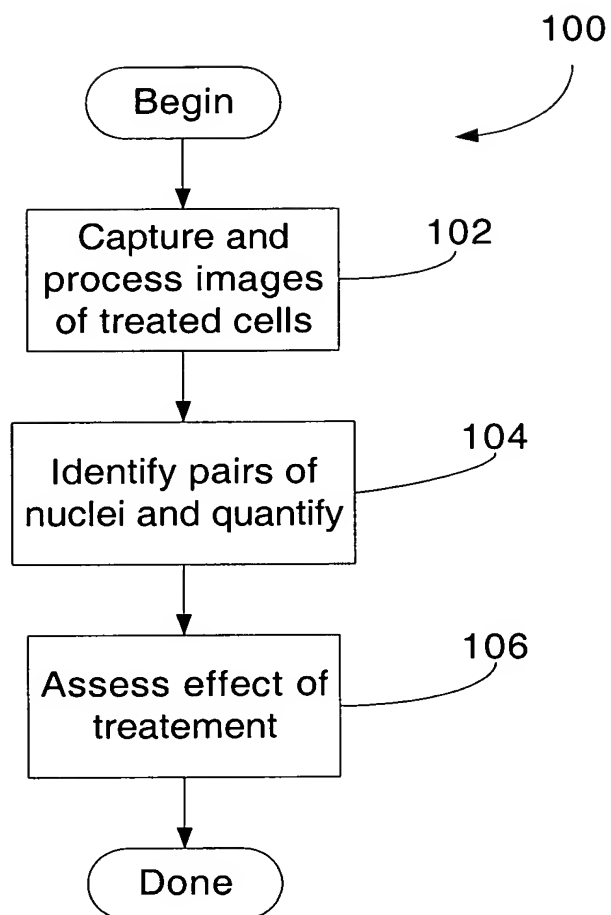 100
Begin
Capture and
process images
of treated cells
102
Identify pairs of
nuclei and quantify
104
Assess effect of
treatement
106
Done